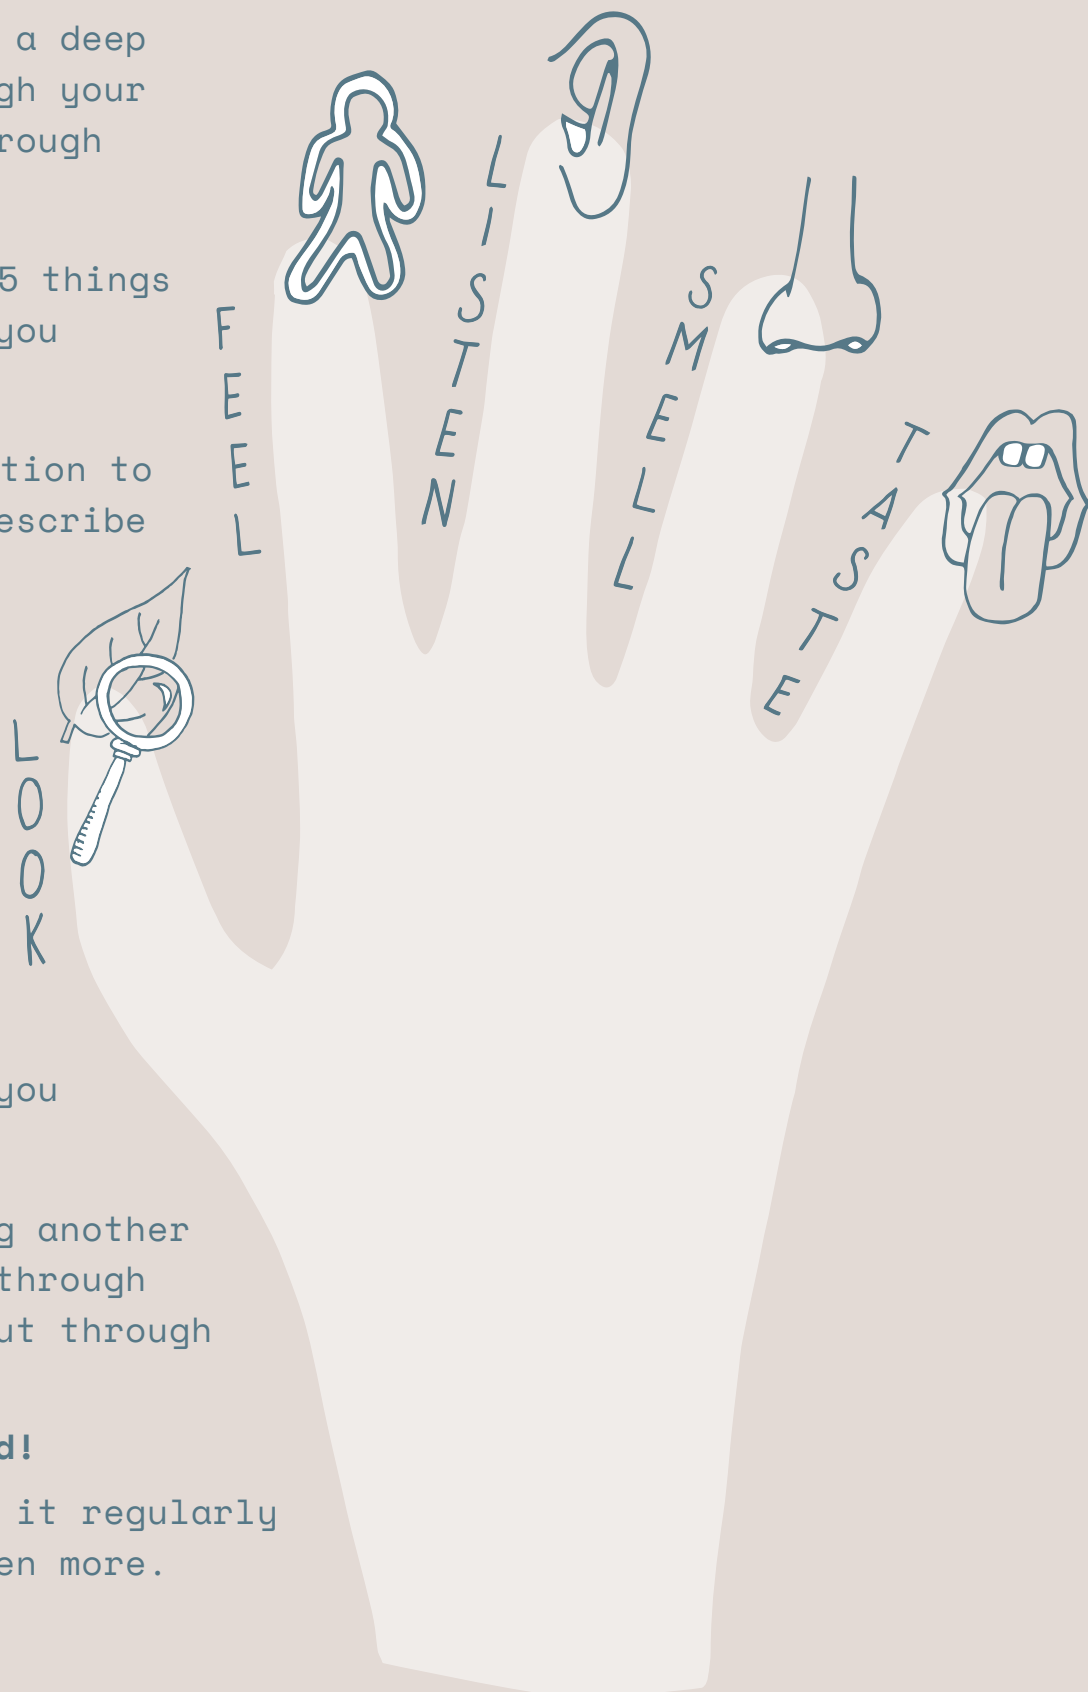 a deep
gh your
rough
5 things
you
tion to
escribe
you
g another
through
ut through
d!
it regularly
en more.
LOOK
FEEL
LISTEN
SMELL
TASTE